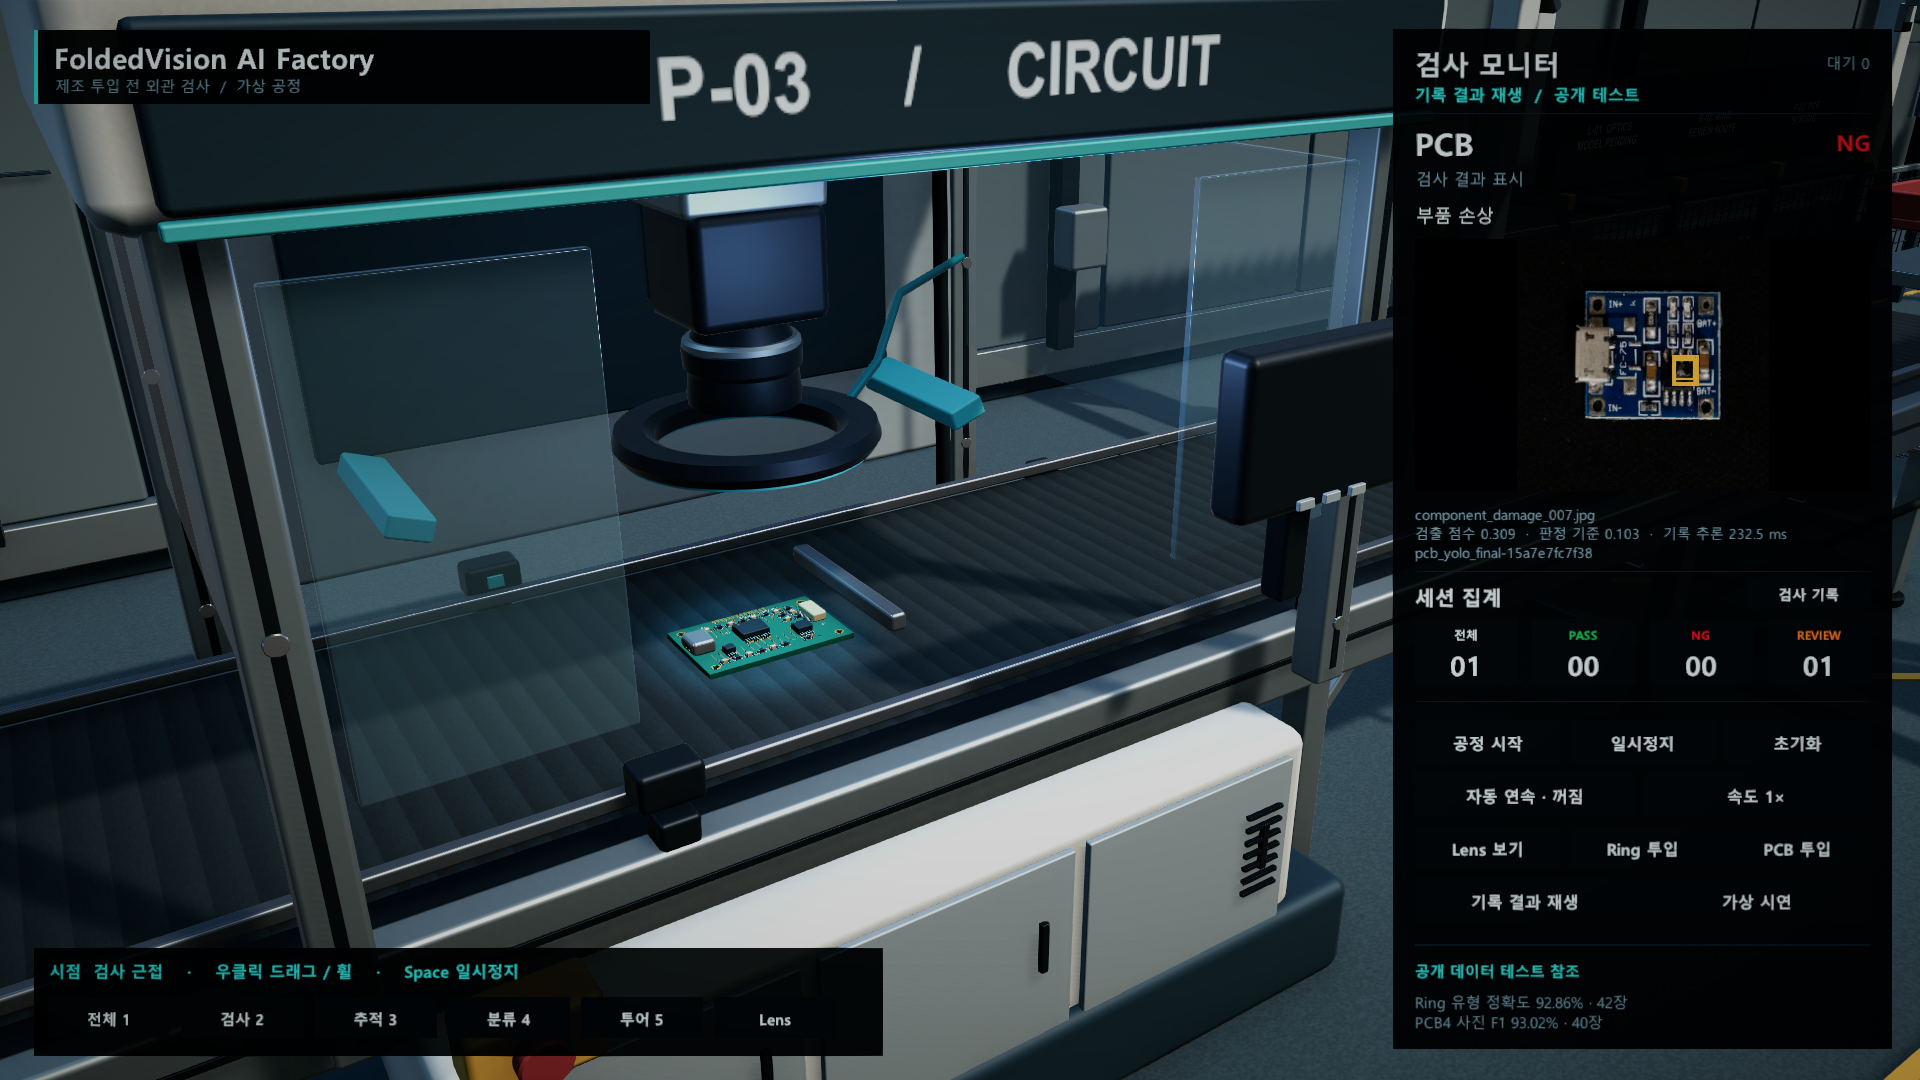 FoldedVision AI Factory
제조 투입 전 외관 검사 / 가상 공정
P-03 / CIRCUIT
검사 모니터
대기 0
기록 결과 재생 / 공개 테스트
PCB
NG
검사 결과 표시
부품 손상
IN+
BAT+
FC-75
BAT-
IN-
component_damage_007.jpg
검출 점수 0.309 · 판정 기준 0.103 · 기록 추론 232.5 ms
pcb_yolo_final-15a7e7fc7f38
세션 집계
검사 기록
전체 PASS NG REVIEW
01 00 00 01
공정 시작 일시정지 초기화
자동 연속 · 꺼짐 속도 1×
Lens 보기 Ring 투입 PCB 투입
기록 결과 재생 가상 시연
공개 데이터 테스트 참조
Ring 유형 정확도 92.86% · 42장
PCB4 사진 F1 93.02% · 40장
시점 검사 근접 · 우클릭 드래그 / 휠 · Space 일시정지
전체 1 검사 2 추적 3 분류 4 투어 5 Lens